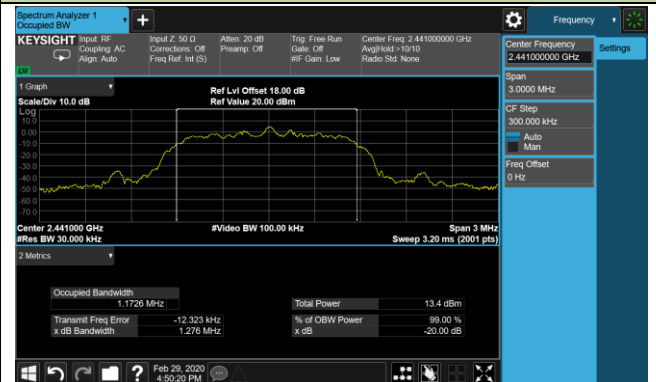 Spectrum Analyzer 1
Occupied BW
Frequency
KEYSIGHT
Input: RF
Coupling: AC
Align: Auto
Input Z: 50 Ω
Corrections: Off
Freq Ref: Int (S)
Atten: 20 dB
Preamp: Off
Trig: Free Run
Gate: Off
#IF Gain: Low
Center Freq: 2.441000000 GHz
Avg|Hold:>10/10
Radio Std: None
LXI
Center Frequency
2.441000000 GHz
Settings
Span
3.0000 MHz
CF Step
300.000 kHz
Auto
Man
Freq Offset
0 Hz
1 Graph
Scale/Div 10.0 dB
Ref Lvl Offset 18.00 dB
Ref Value 20.00 dBm
Log
10.0
0.00
-10.0
-20.0
-30.0
-40.0
-50.0
-60.0
-70.0
Center 2.441000 GHz
#Res BW 30.000 kHz
#Video BW 100.00 kHz
Span 3 MHz
Sweep 3.20 ms (2001 pts)
2 Metrics
Occupied Bandwidth
1.1726 MHz
Total Power 13.4 dBm
Transmit Freq Error -12.323 kHz
% of OBW Power 99.00 %
x dB Bandwidth 1.276 MHz
x dB -20.00 dB
Feb 29, 2020
4:50:20 PM